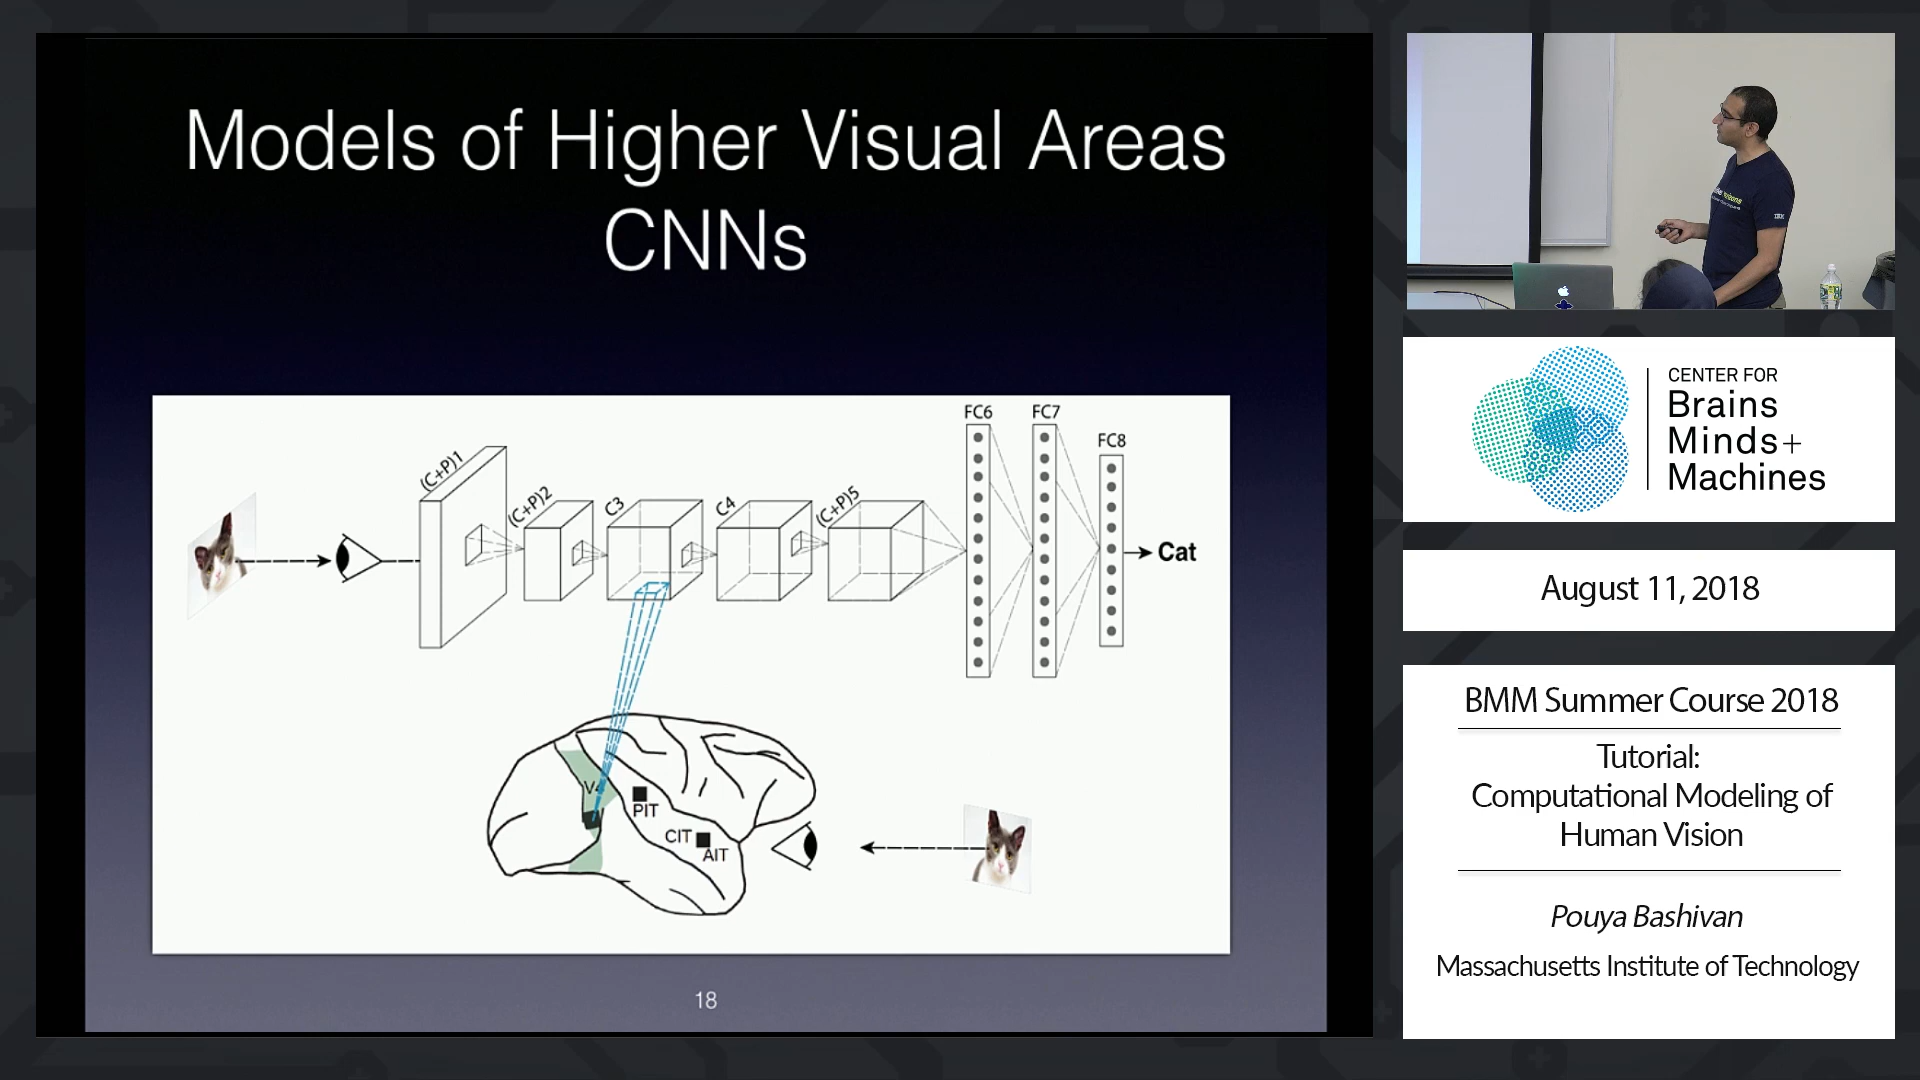 Models of Higher Visual Areas
CNNs
(C+P)1
(C+P)2
C3
C4
(C+P)5
FC6
FC7
FC8
Cat
V4
PIT
CIT
AIT
18
IBM
CENTER FOR
Brains
Minds+
Machines
August 11, 2018
BMM Summer Course 2018
Tutorial:
Computational Modeling of
Human Vision
Pouya Bashivan
Massachusetts Institute of Technology